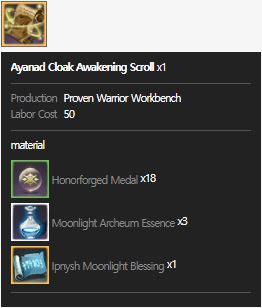 Ayanad Cloak Awakening Scroll x1
Production Proven Warrior Workbench
Labor Cost 50
material
Honorforged Medal x18
Moonlight Archeum Essence x3
Ipnysh Moonlight Blessing x1